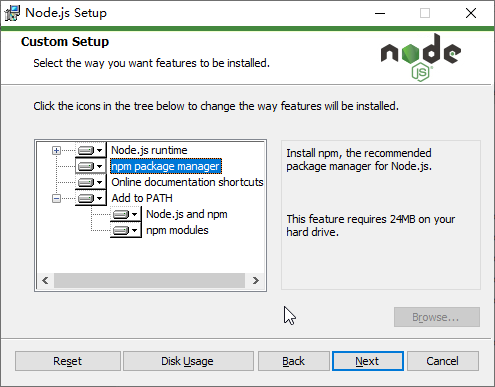 Node.js Setup
Custom Setup
Select the way you want features to be installed.
node
JS
Click the icons in the tree below to change the way features will be installed.
Node.js runtime
npm package manager
Online documentation shortcuts
Add to PATH
Node.js and npm
npm modules
Install npm, the recommended
package manager for Node.js.
This feature requires 24MB on your
hard drive.
Browse...
Reset
Disk Usage
Back
Next
Cancel